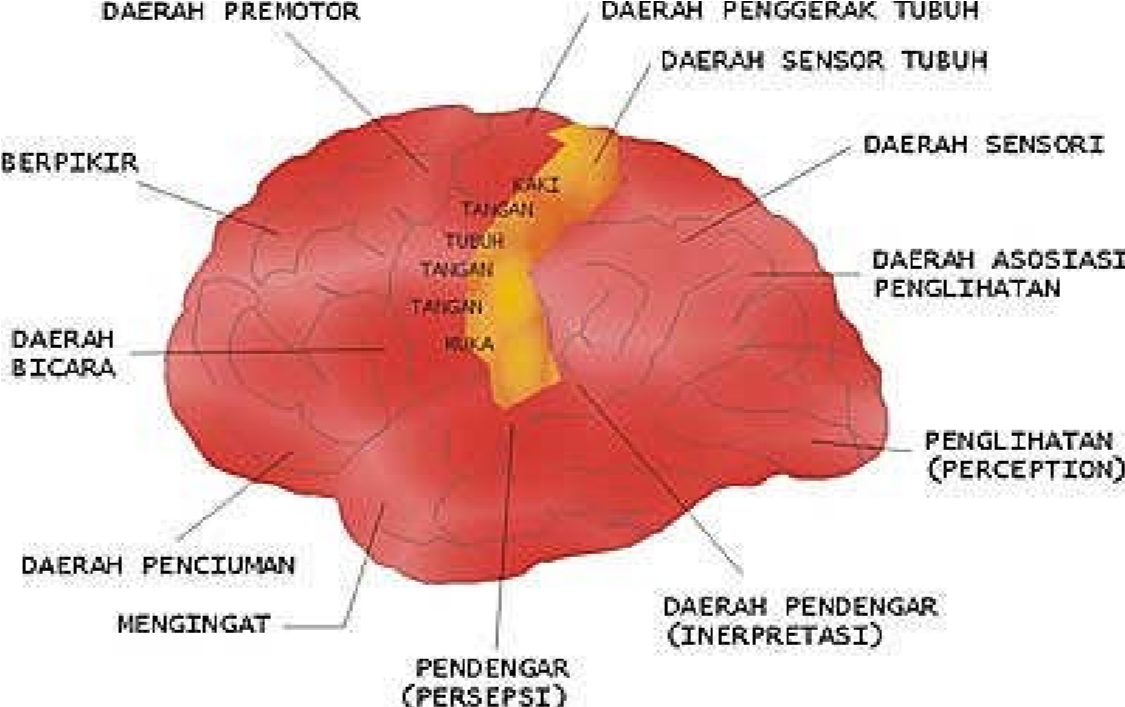 DAERAH PREMOTOR
DAERAH PENGGERAK TUBUH
DAERAH SENSOR TUBUH
DAERAH SENSORI
BERPIKIR
KAKI
TANGAN
TUBUH
TANGAN
TANGAN
MUKA
DAERAH ASOSIASI
PENGLIHATAN
DAERAH
BICARA
PENGLIHATAN
(PERCEPTION)
DAERAH PENCIUMAN
MENGINGAT
DAERAH PENDENGAR
(INERPRETASI)
PENDENGAR
(PERSEPSI)